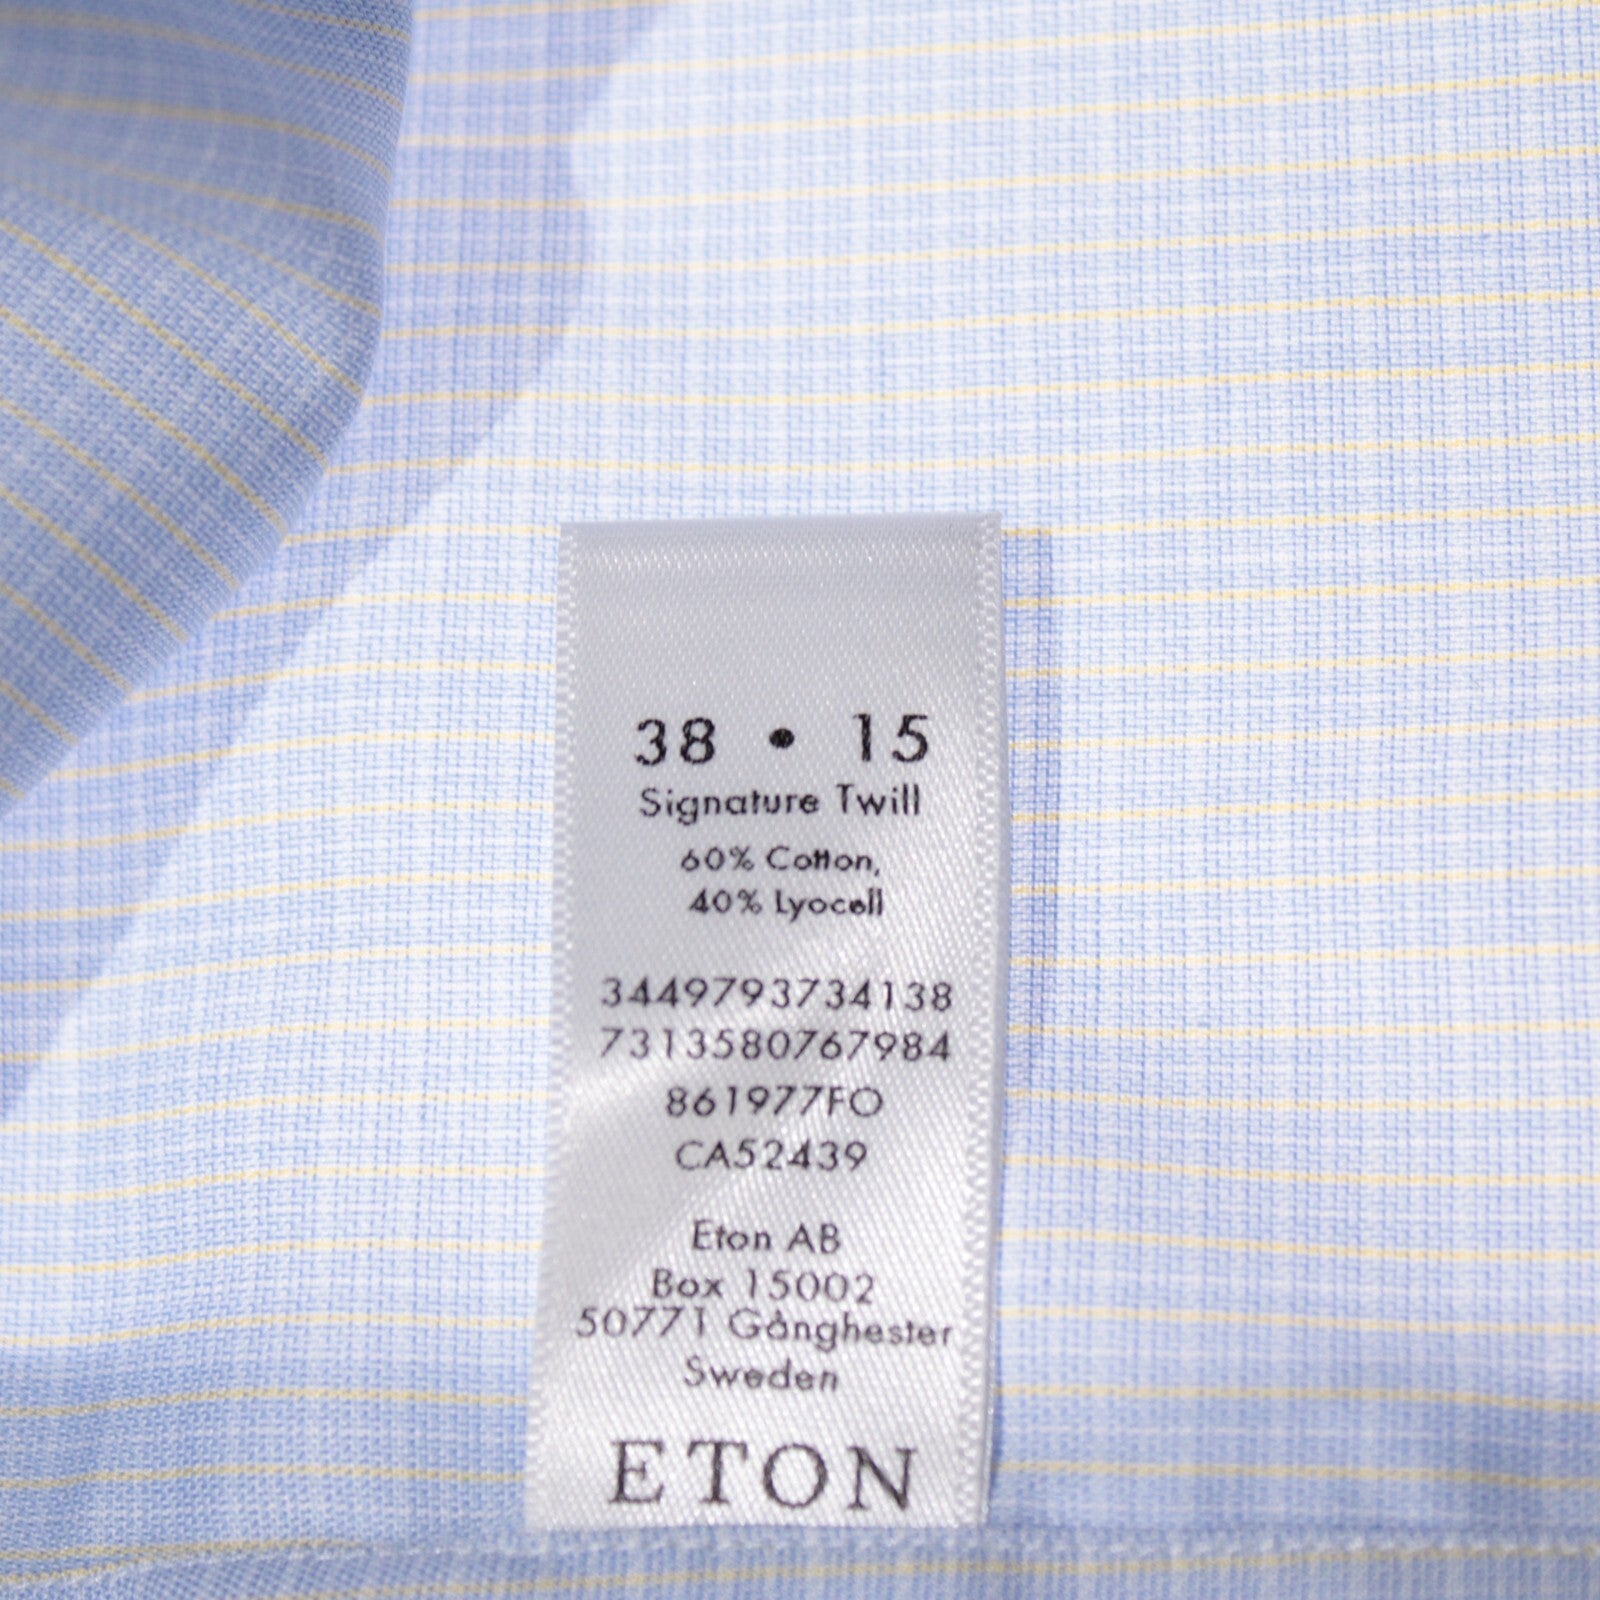 38 • 15
Signature Twill
60% Cotton,
40% Lyocell
3449793734138
7313580767984
861977FO
CA52439
Eton AB
Box 15002
50771 Gånghester
Sweden
ETON